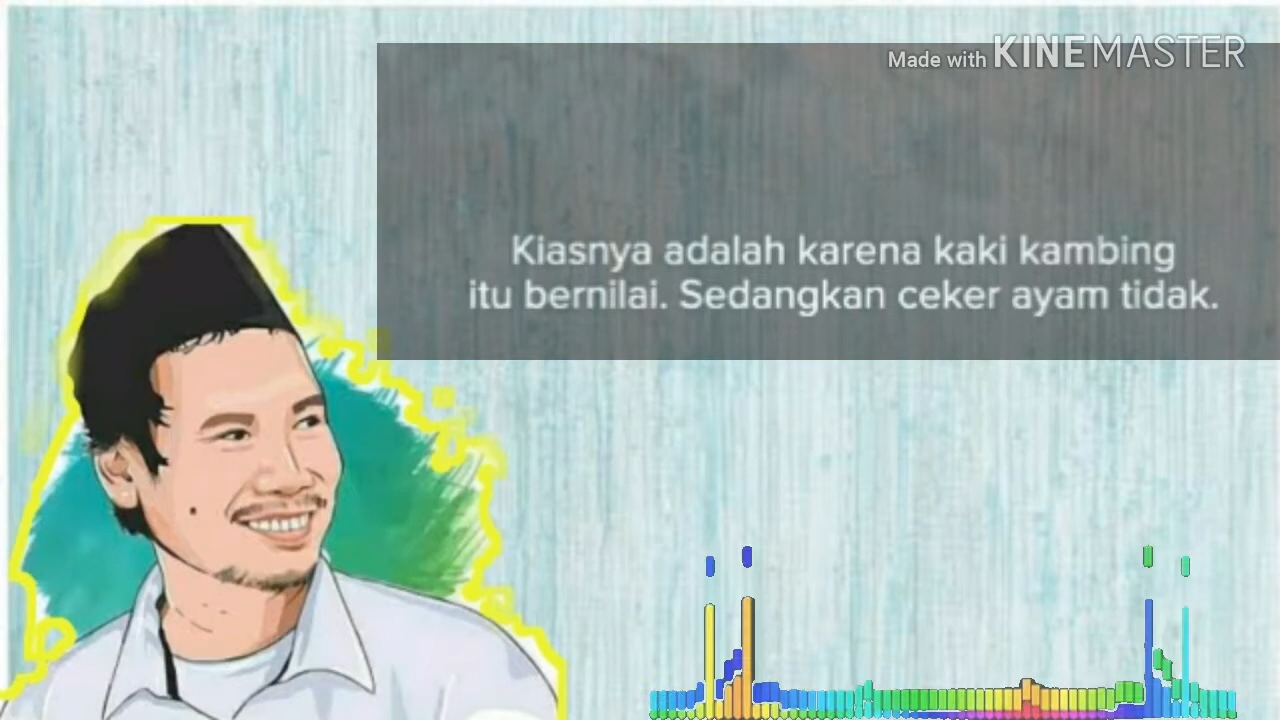 Made with KINEMASTER
Kiasnya adalah karena kaki kambing
itu bernilai. Sedangkan ceker ayam tidak.